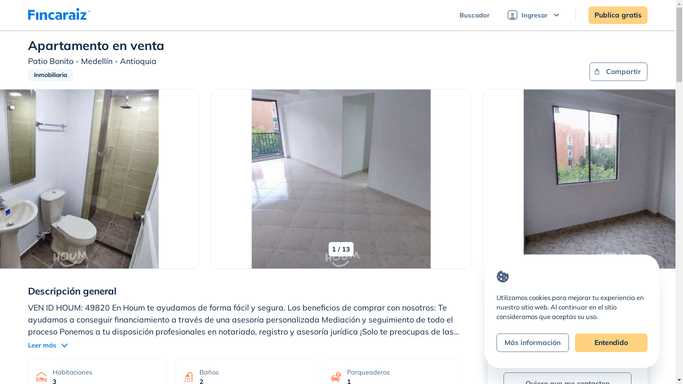 Fincaraiz
Buscador
Ingresar
Publica gratis
Apartamento en venta
Patio Bonito - Medellín - Antioquia
Inmobiliaria
Compartir
HOUM
HOUM
HOUM
1 / 13
Descripción general
VEN ID HOUM: 49820 En Houm te ayudamos de forma fácil y segura. Los beneficios de comprar con nosotros: Te
ayudamos a conseguir financiamiento a través de una asesoría personalizada Mediación y seguimiento de todo el
proceso Ponemos a tu disposición profesionales en notariado, registro y asesoría jurídica ¡Solo te preocupas de las...
Leer más
Habitaciones
3
Baños
2
Parqueaderos
1
Utilizamos cookies para mejorar tu experiencia en
nuestro sitio web. Al continuar en el sitio
consideramos que aceptas su uso.
Más información
Entendido
Quiero que me contacten